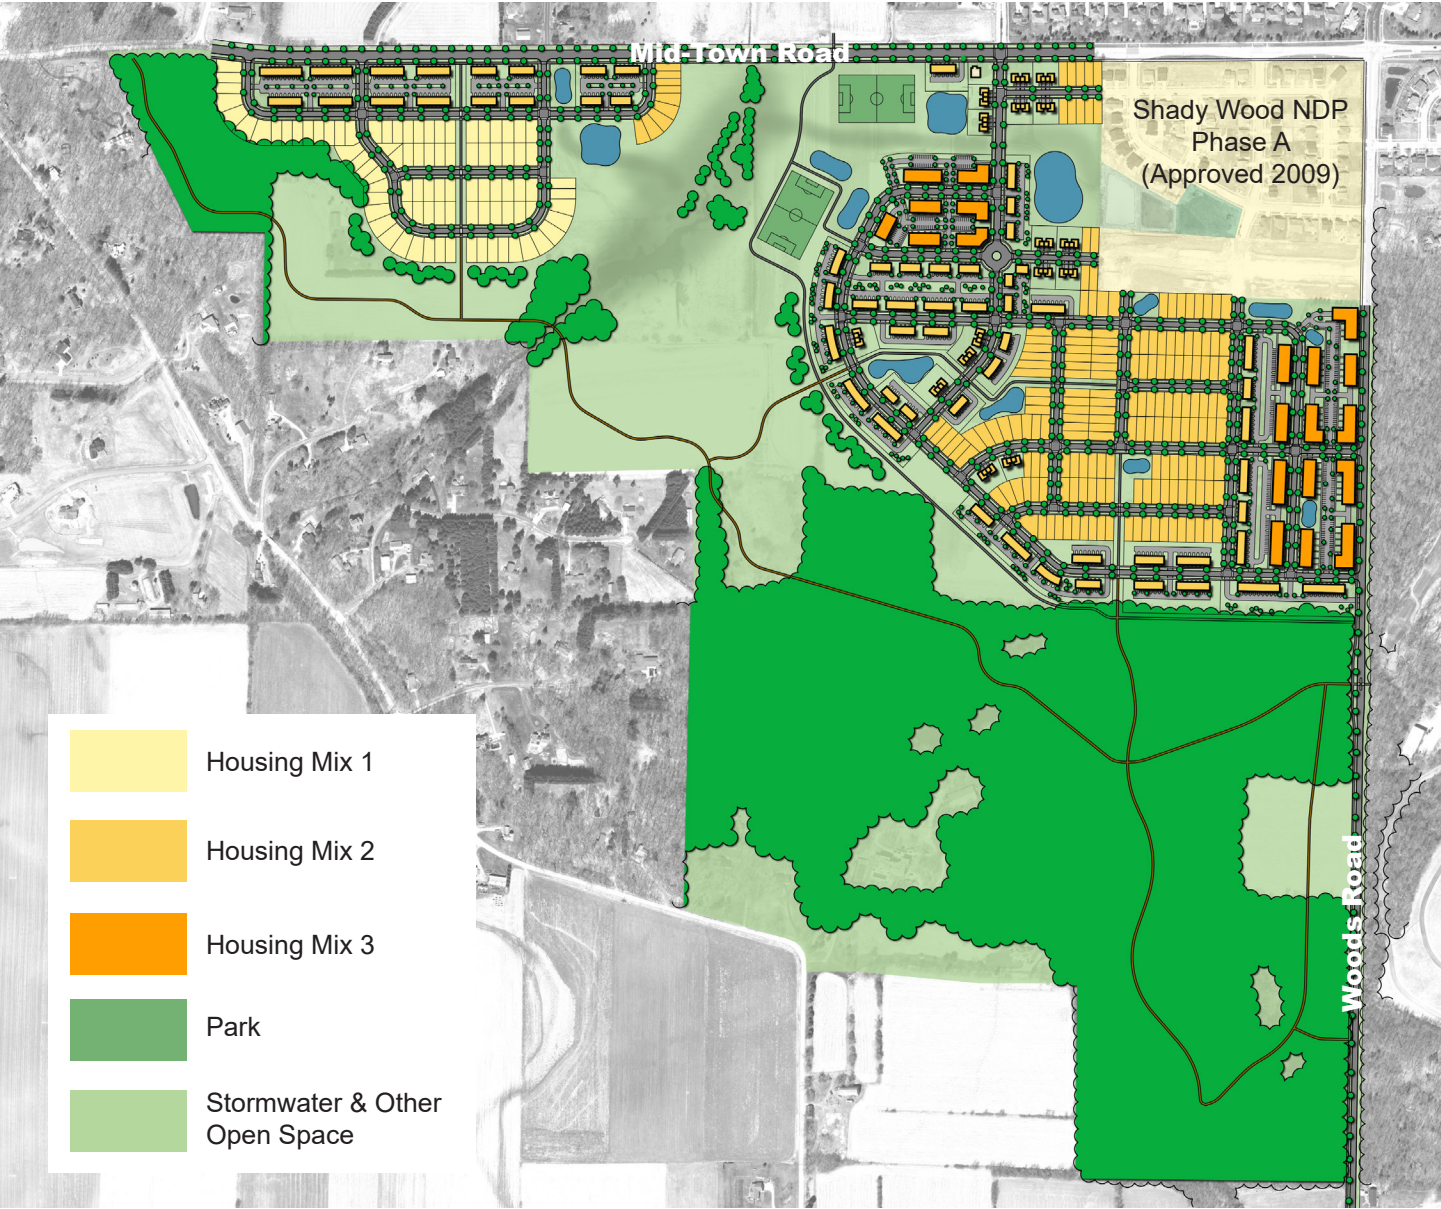 Mid-Town Road
Shady Wood NDP
Phase A
(Approved 2009)
Housing Mix 1
Housing Mix 2
Housing Mix 3
Park
Stormwater & Other
Open Space
Woods Road